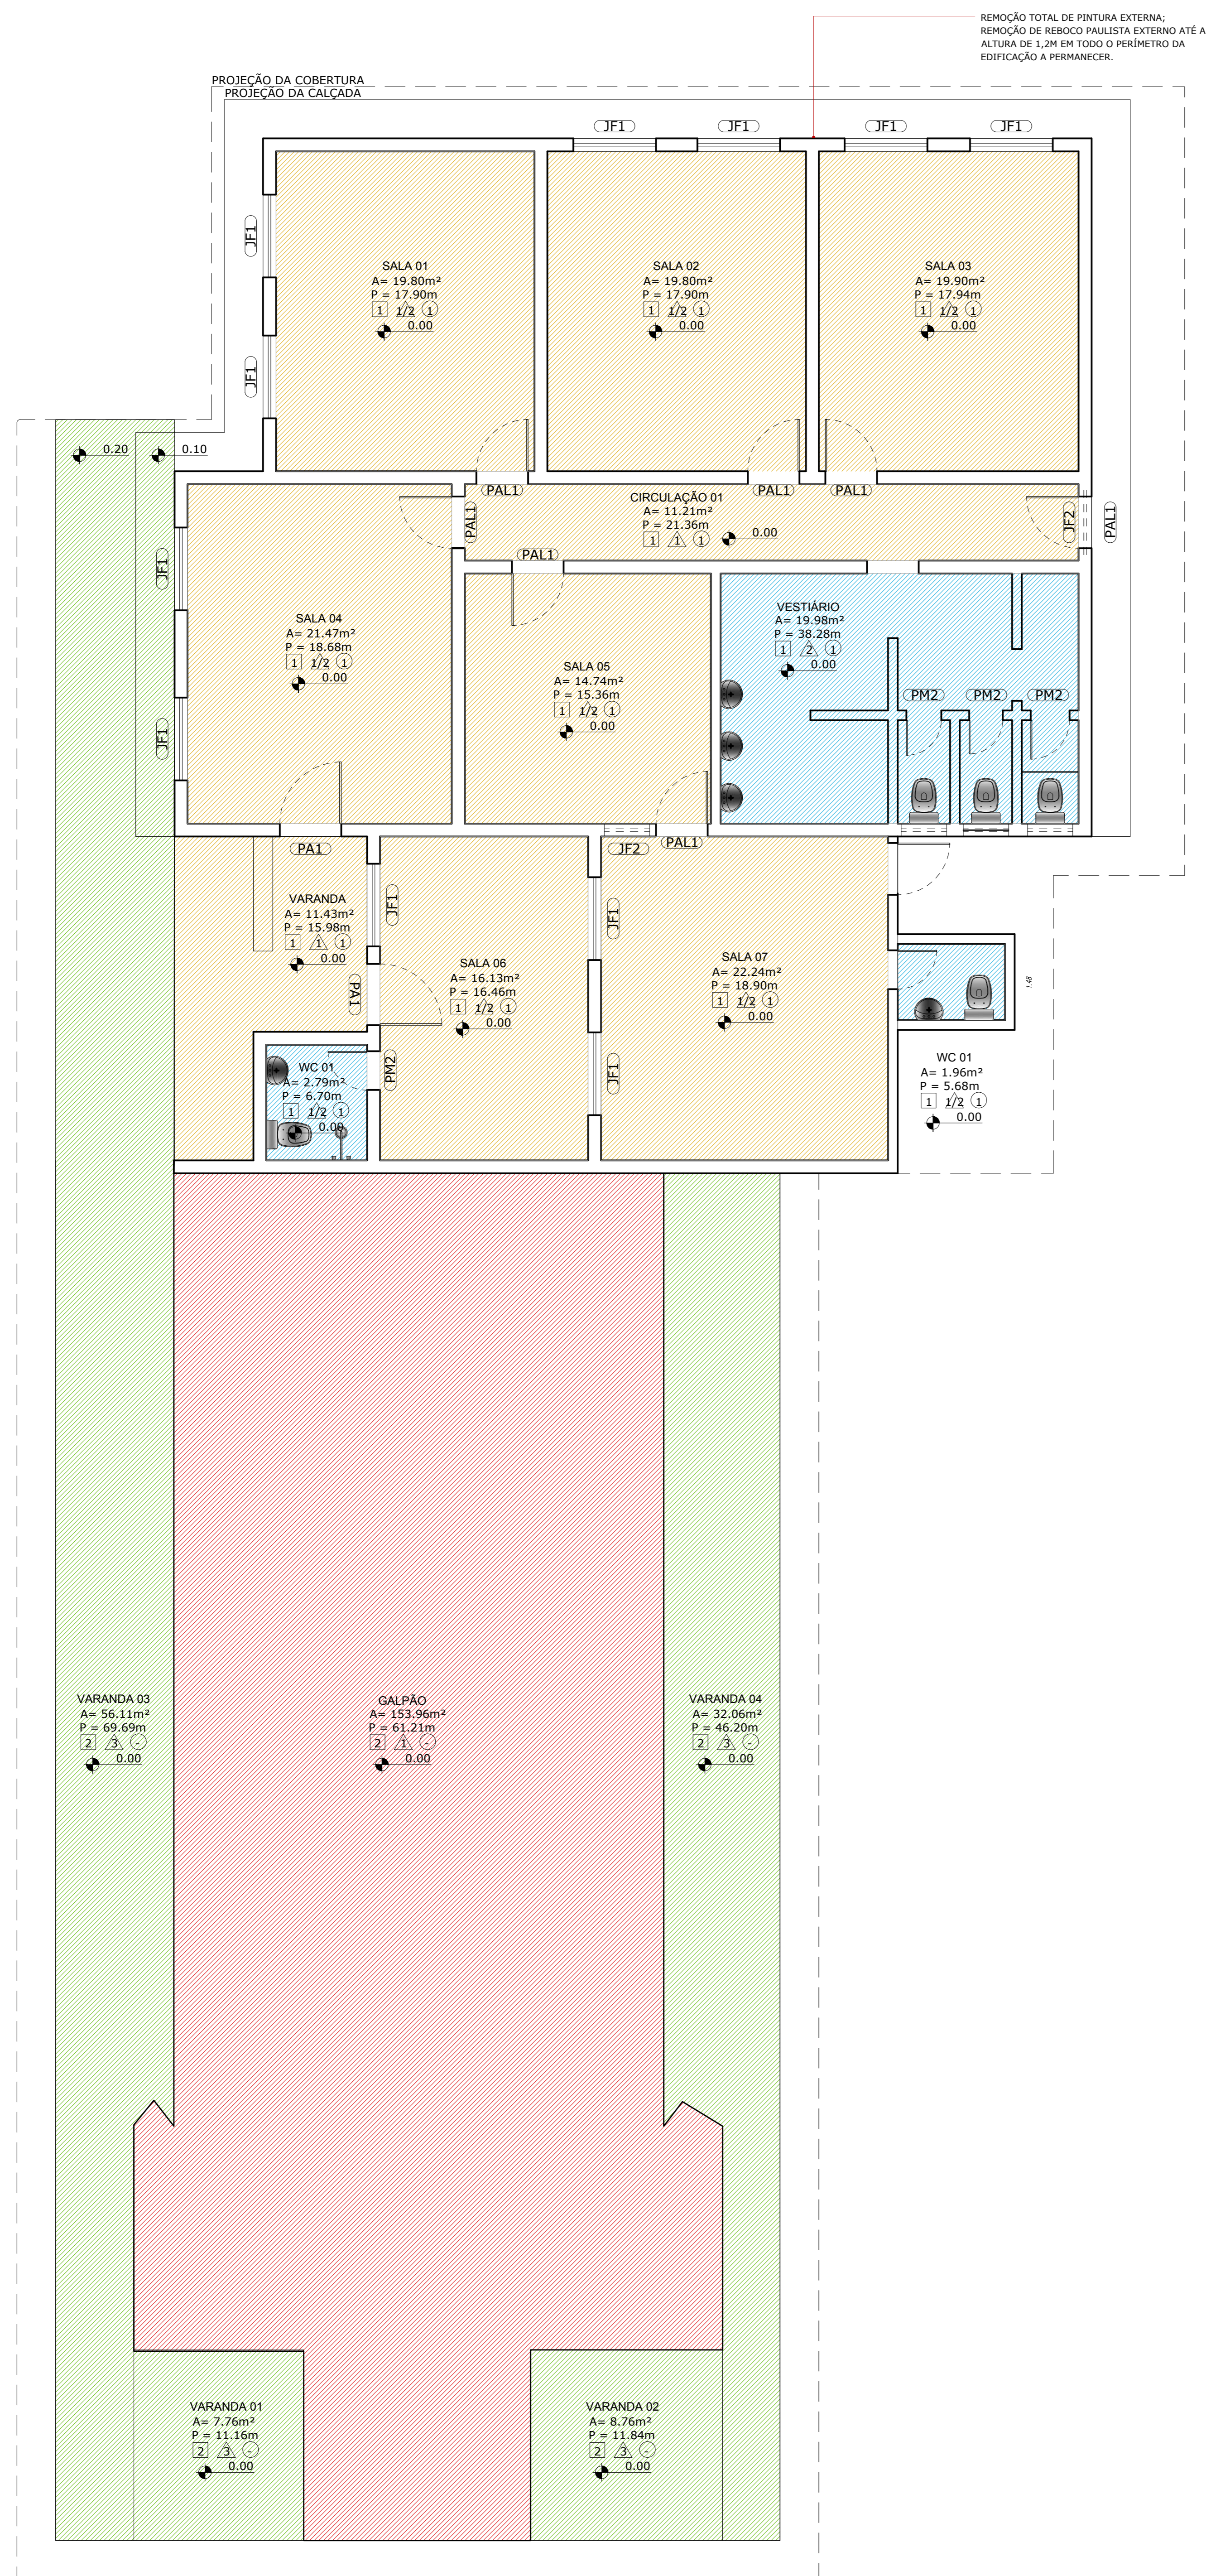 REMOÇÃO TOTAL DE PINTURA EXTERNA;
REMOÇÃO DE REBOCO PAULISTA EXTERNO ATÉ A
ALTURA DE 1,2M EM TODO O PERÍMETRO DA
EDIFICAÇÃO A PERMANECER.
PROJEÇÃO DA COBERTURA
PROJEÇÃO DA CALÇADA
JF1
JF1
JF1
JF1
JF1
JF1
SALA 01
A= 19.80m²
P = 17.90m
1 1/2 1
0.00
SALA 02
A= 19.80m²
P = 17.90m
1 1/2 1
0.00
SALA 03
A= 19.90m²
P = 17.94m
1 1/2 1
0.00
0.20
0.10
PAL1
PAL1
PAL1
PAL1
CIRCULAÇÃO 01
A= 11.21m²
P = 21.36m
1 1 1
0.00
JF2
PAL1
PAL1
JF1
JF1
SALA 04
A= 21.47m²
P = 18.68m
1 1/2 1
0.00
SALA 05
A= 14.74m²
P = 15.36m
1 1/2 1
0.00
VESTIÁRIO
A= 19.98m²
P = 38.28m
1 2 1
0.00
PM2
PM2
PM2
PA1
JF2
PAL1
VARANDA
A= 11.43m²
P = 15.98m
1 1 1
0.00
JF1
PA1
SALA 06
A= 16.13m²
P = 16.46m
1 1/2 1
0.00
JF1
JF1
SALA 07
A= 22.24m²
P = 18.90m
1 1/2 1
0.00
1.48
PM2
WC 01
A= 2.79m²
P = 6.70m
1 1/2 1
0.00
WC 01
A= 1.96m²
P = 5.68m
1 1/2 1
0.00
VARANDA 03
A= 56.11m²
P = 69.69m
2 3 -
0.00
GALPÃO
A= 153.96m²
P = 61.21m
2 1 -
0.00
VARANDA 04
A= 32.06m²
P = 46.20m
2 3 -
0.00
VARANDA 01
A= 7.76m²
P = 11.16m
2 3 -
0.00
VARANDA 02
A= 8.76m²
P = 11.84m
2 3 -
0.00